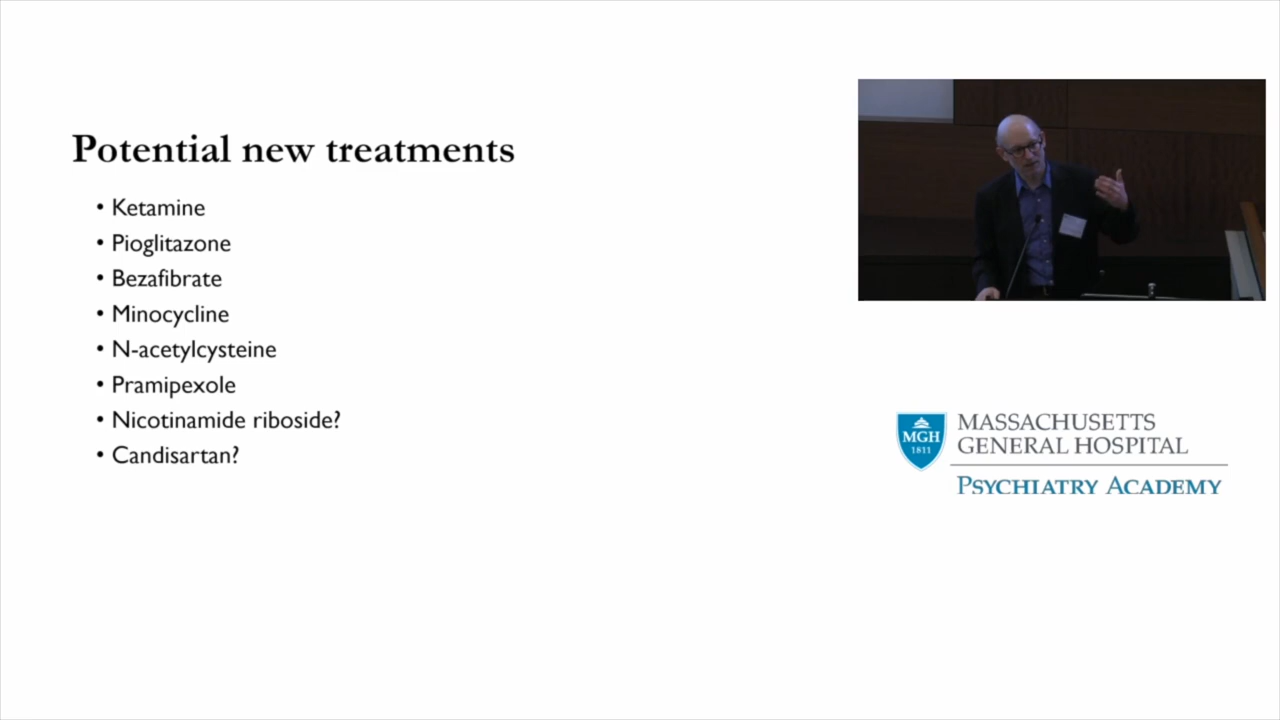 Potential new treatments
• Ketamine
• Pioglitazone
• Bezafibrate
• Minocycline
• N-acetylcysteine
• Pramipexole
• Nicotinamide riboside?
• Candisartan?
MGH
1811
MASSACHUSETTS
GENERAL HOSPITAL
PSYCHIATRY ACADEMY